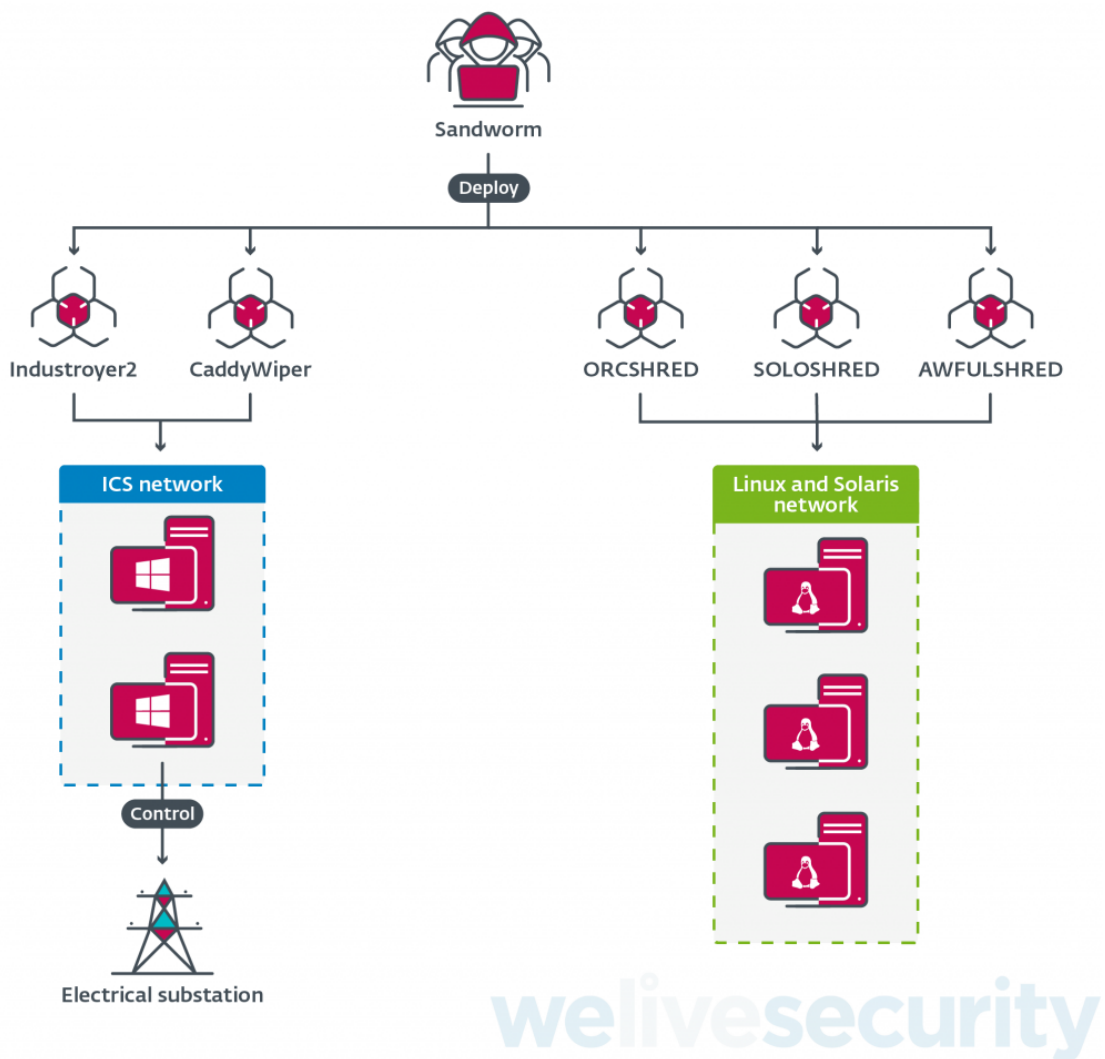 Sandworm
Deploy
Industroyer2
CaddyWiper
ORCSHRED
SOLOSHRED
AWFULSHRED
ICS network
Linux and Solaris
network
Control
Electrical substation
welivesecurity